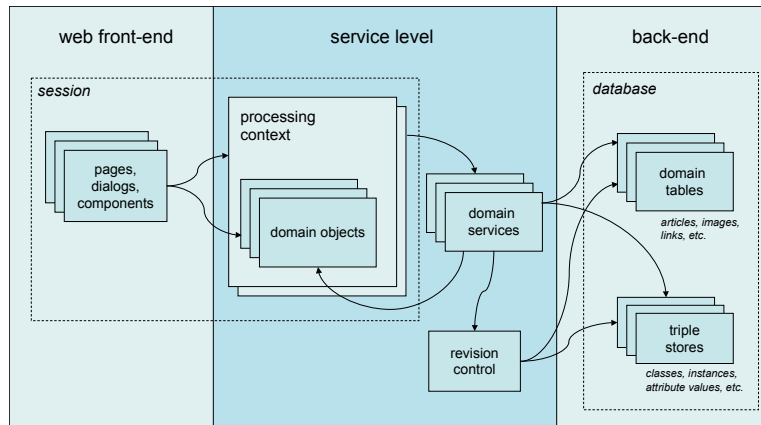 web front-end
service level
back-end
session
database
processing
context
pages,
dialogs,
components
domain objects
domain
services
domain
tables
articles, images,
links, etc.
revision
control
triple
stores
classes, instances,
attribute values, etc.